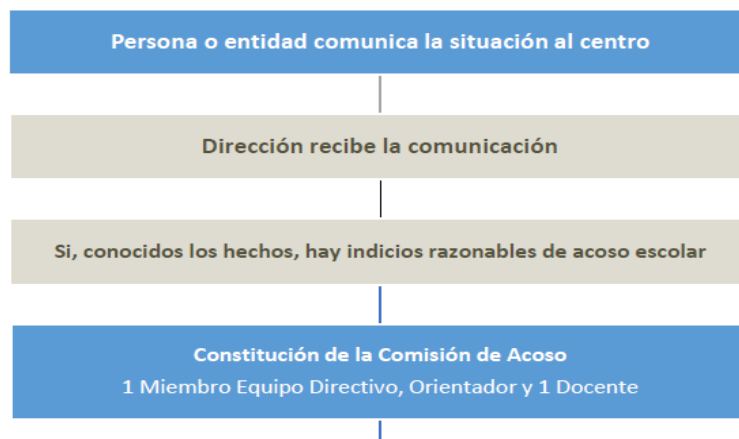 Persona o entidad comunica la situación al centro
Dirección recibe la comunicación
Si, conocidos los hechos, hay indicios razonables de acoso escolar
Constitución de la Comisión de Acoso
1 Miembro Equipo Directivo, Orientador y 1 Docente